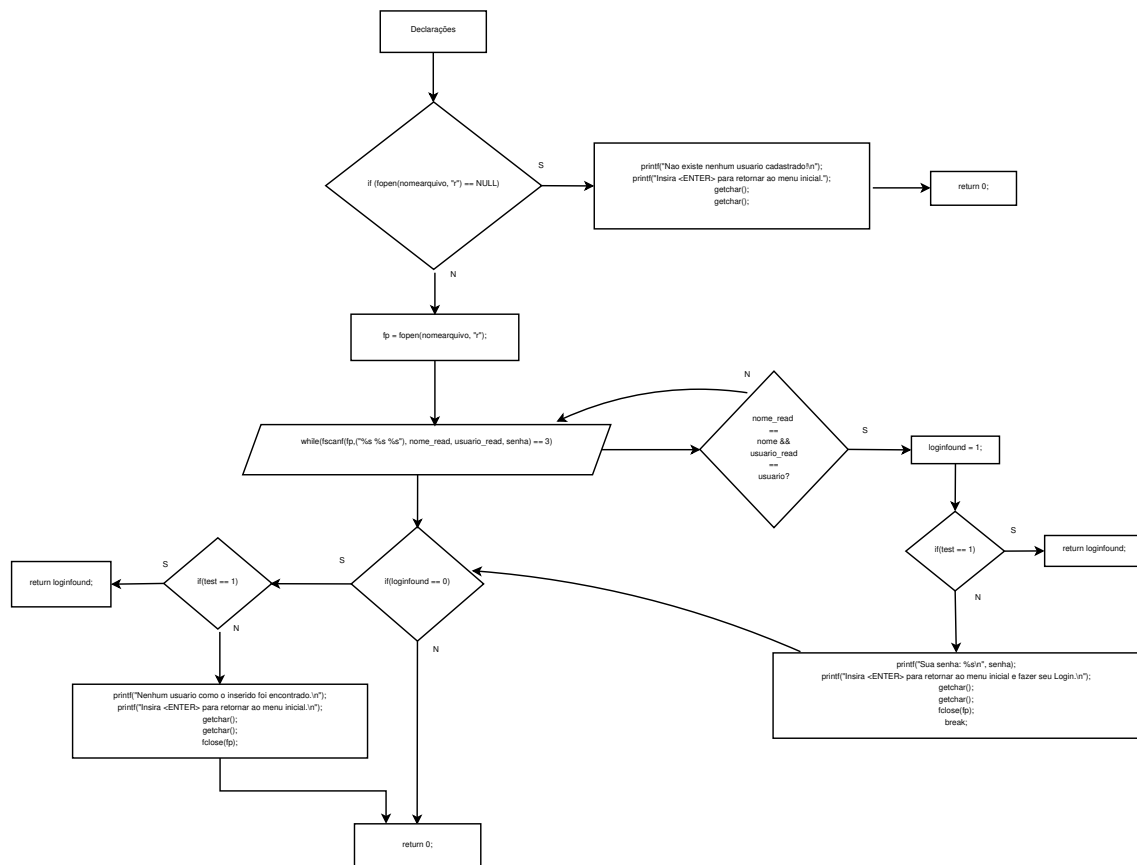 Declarações
S
if (fopen(nomearquivo, "r") == NULL)
printf("Nao existe nenhum usuario cadastrado!\n");
printf("Insira <ENTER> para retornar ao menu inicial.");
getchar();
getchar();
return 0;
N
fp = fopen(nomearquivo, "r");
N
while(fscanf(fp,("%s %s %s"), nome_read, usuario_read, senha) == 3)
nome_read
==
nome &&
usuario_read
==
usuario?
S
loginfound = 1;
if(test == 1)
S
return loginfound;
N
printf("Sua senha: %s\n", senha);
printf("Insira <ENTER> para retornar ao menu inicial e fazer seu Login.\n");
getchar();
getchar();
fclose(fp);
break;
if(loginfound == 0)
S
if(test == 1)
S
return loginfound;
N
N
printf("Nenhum usuario como o inserido foi encontrado.\n");
printf("Insira <ENTER> para retornar ao menu inicial.\n");
getchar();
getchar();
fclose(fp);
return 0;